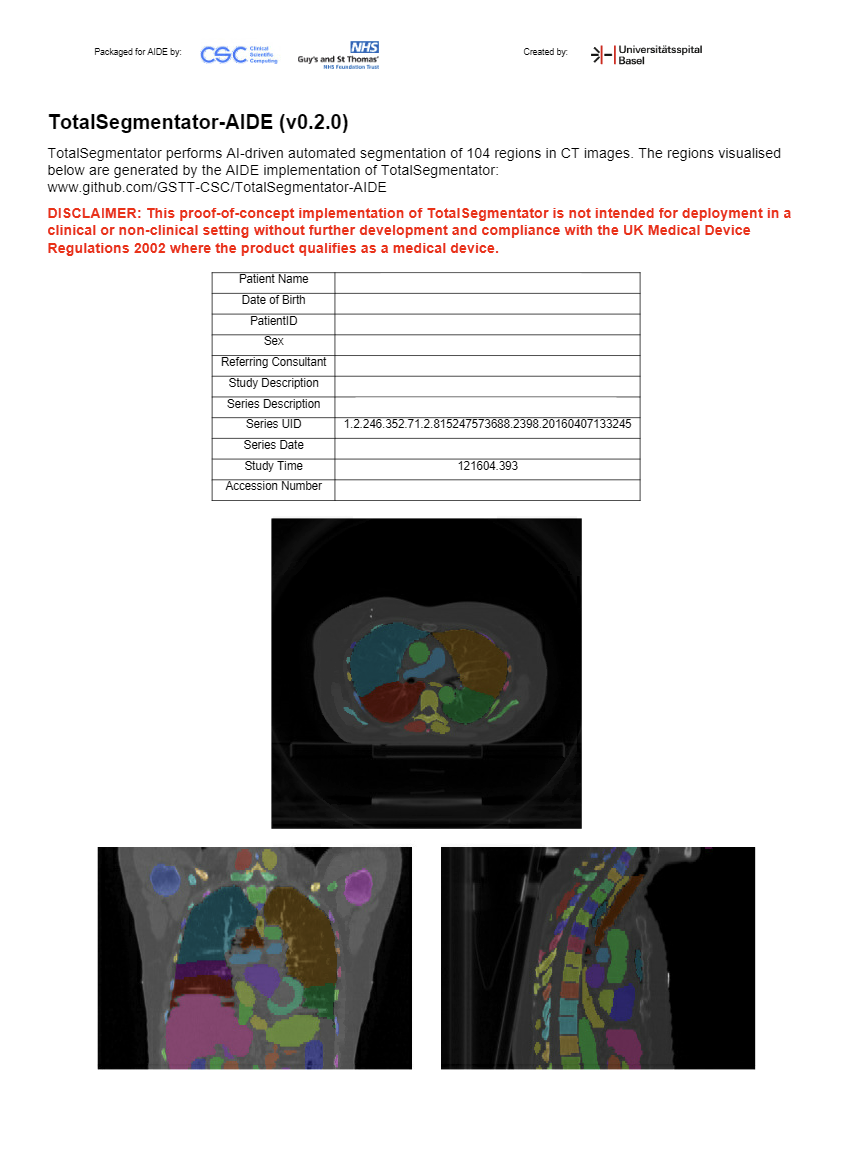 Packaged for AIDE by:
CSC Clinical Scientific Computing
NHS
Guy's and St Thomas'
NHS Foundation Trust
Created by:
Universitätsspital
Basel
TotalSegmentator-AIDE (v0.2.0)
TotalSegmentator performs AI-driven automated segmentation of 104 regions in CT images. The regions visualised
below are generated by the AIDE implementation of TotalSegmentator:
www.github.com/GSTT-CSC/TotalSegmentator-AIDE
DISCLAIMER: This proof-of-concept implementation of TotalSegmentator is not intended for deployment in a
clinical or non-clinical setting without further development and compliance with the UK Medical Device
Regulations 2002 where the product qualifies as a medical device.
Patient Name
Date of Birth
PatientID
Sex
Referring Consultant
Study Description
Series Description
Series UID 1.2.246.352.71.2.815247573688.2398.20160407133245
Series Date
Study Time 121604.393
Accession Number